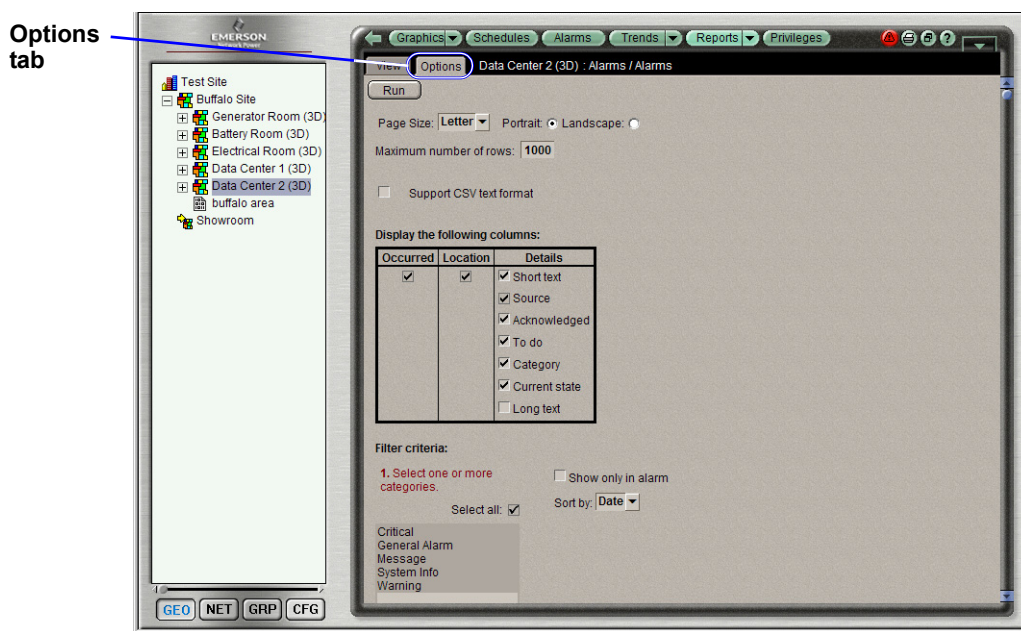 Options
tab
EMERSON
Network Power
Graphics Schedules Alarms Trends Reports Privileges
View Options Data Center 2 (3D) : Alarms / Alarms
Run
Test Site
Buffalo Site
Generator Room (3D)
Battery Room (3D)
Electrical Room (3D)
Data Center 1 (3D)
Data Center 2 (3D)
buffalo area
Showroom
Page Size: Letter Portrait: Landscape:
Maximum number of rows: 1000
Support CSV text format
Display the following columns:
Occurred Location Details
Short text
Source
Acknowledged
To do
Category
Current state
Long text
Filter criteria:
1. Select one or more
categories.
Show only in alarm
Select all:
Sort by: Date
Critical
General Alarm
Message
System Info
Warning
GEO NET GRP CFG